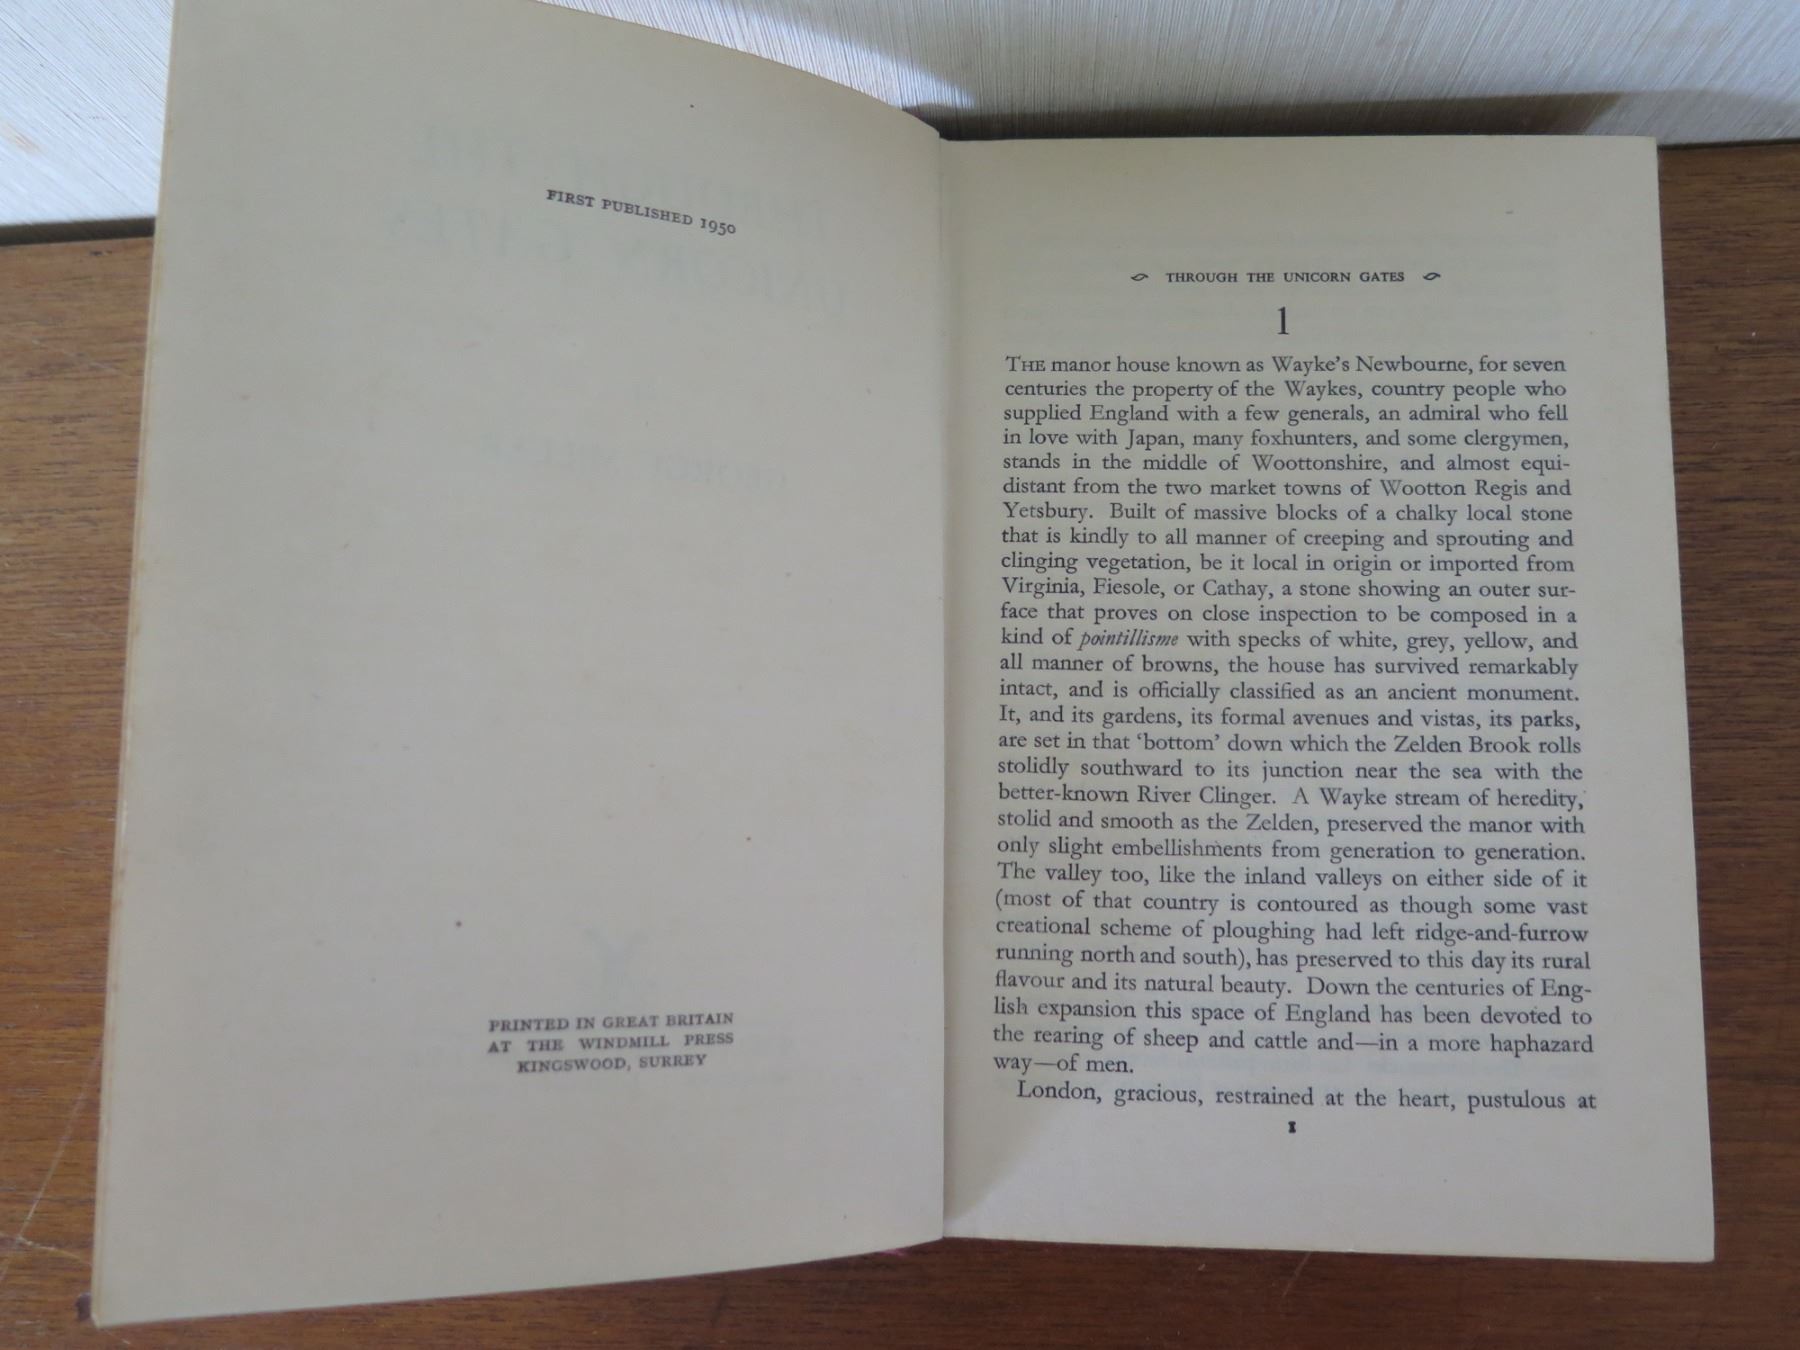 FIRST PUBLISHED 1950
PRINTED IN GREAT BRITAIN
AT THE WINDMILL PRESS
KINGSWOOD, SURREY
THROUGH THE UNICORN GATES
1
THE manor house known as Wayke's Newbourne, for seven
centuries the property of the Waykes, country people who
supplied England with a few generals, an admiral who fell
in love with Japan, many foxhunters, and some clergymen,
stands in the middle of Woottonshire, and almost equi-
distant from the two market towns of Wootton Regis and
Yetsbury. Built of massive blocks of a chalky local stone
that is kindly to all manner of creeping and sprouting and
clinging vegetation, be it local in origin or imported from
Virginia, Fiesole, or Cathay, a stone showing an outer sur-
face that proves on close inspection to be composed in a
kind of pointillisme with specks of white, grey, yellow, and
all manner of browns, the house has survived remarkably
intact, and is officially classified as an ancient monument.
It, and its gardens, its formal avenues and vistas, its parks,
are set in that 'bottom' down which the Zelden Brook rolls
stolidly southward to its junction near the sea with the
better-known River Clinger. A Wayke stream of heredity,
stolid and smooth as the Zelden, preserved the manor with
only slight embellishments from generation to generation.
The valley too, like the inland valleys on either side of it
(most of that country is contoured as though some vast
creational scheme of ploughing had left ridge-and-furrow
running north and south), has preserved to this day its rural
flavour and its natural beauty. Down the centuries of Eng-
lish expansion this space of England has been devoted to
the rearing of sheep and cattle and—in a more haphazard
way—of men.
London, gracious, restrained at the heart, pustulous at
1